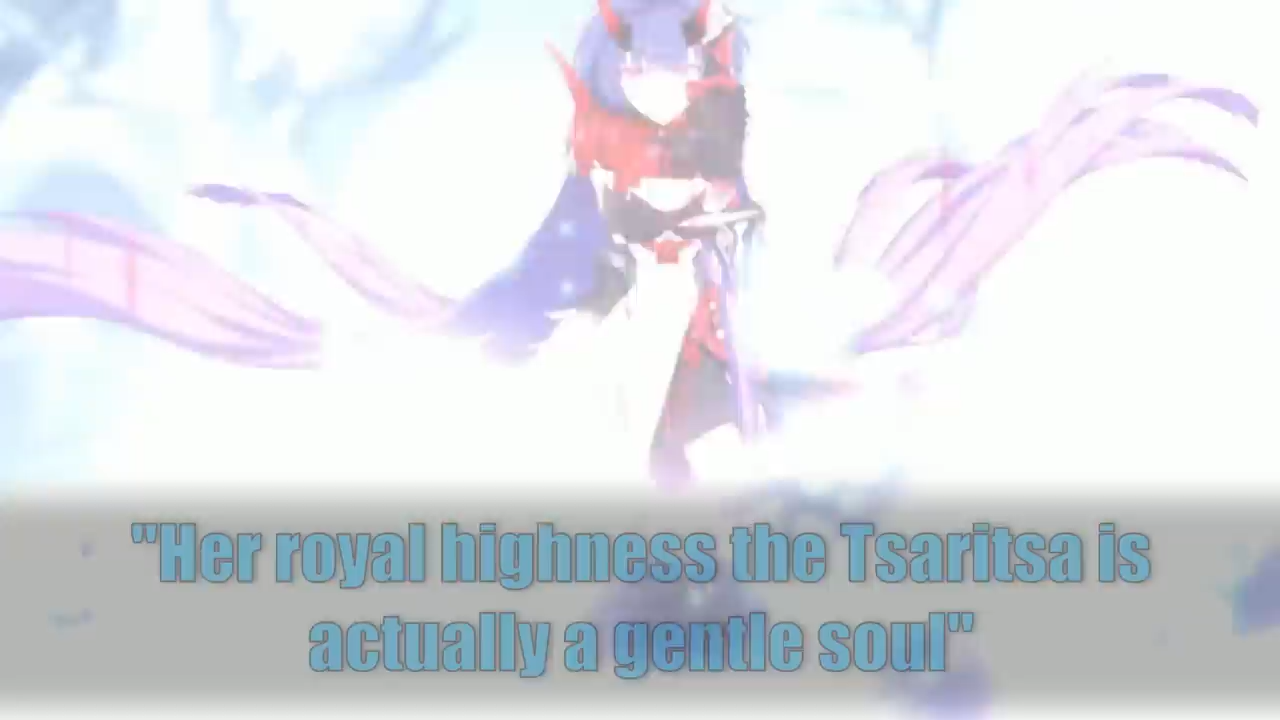 "Her royal highness the Tsaritsa is
actually a gentle soul"